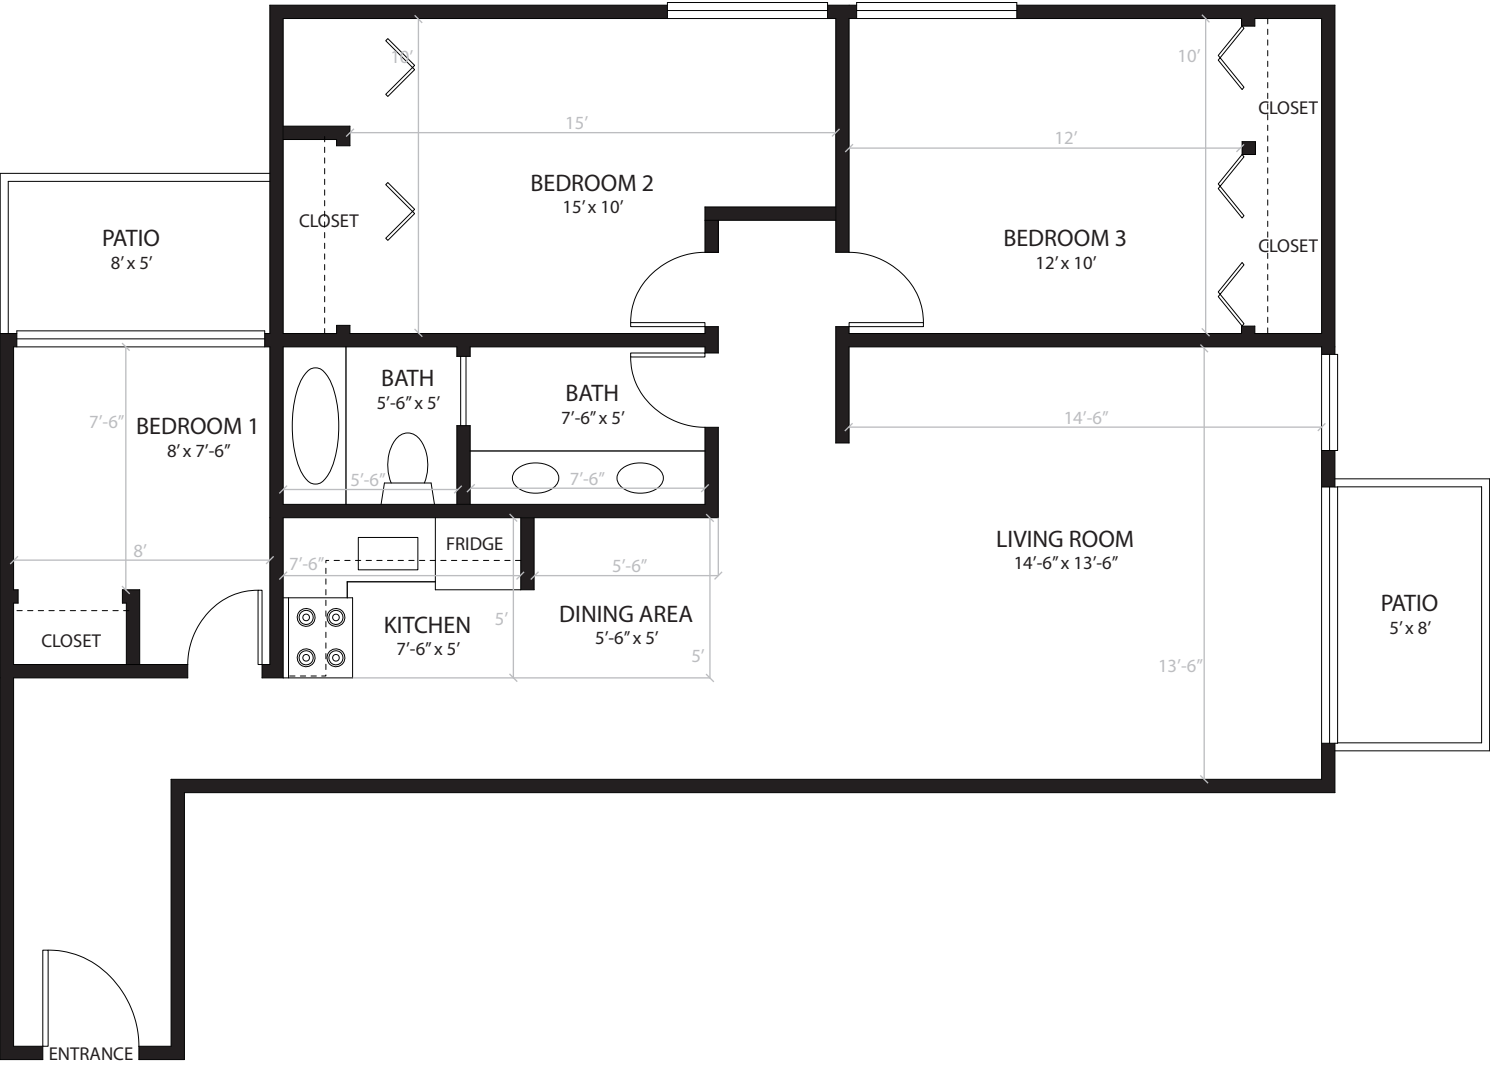 10’
10’
CLOSET
15’
12’
BEDROOM 2
15’ x 10’
CLOSET
PATIO
8’ x 5’
BEDROOM 3
12’ x 10’
CLOSET
BATH
5’-6” x 5’
BATH
7’-6” x 5’
7’-6”
BEDROOM 1
8’ x 7’-6”
14’-6”
5’-6”
7’-6”
8’
7’-6”
FRIDGE
5’-6”
LIVING ROOM
14’-6” x 13’-6”
CLOSET
KITCHEN
7’-6” x 5’
5’
DINING AREA
5’-6” x 5’
5’
PATIO
5’ x 8’
13’-6”
ENTRANCE